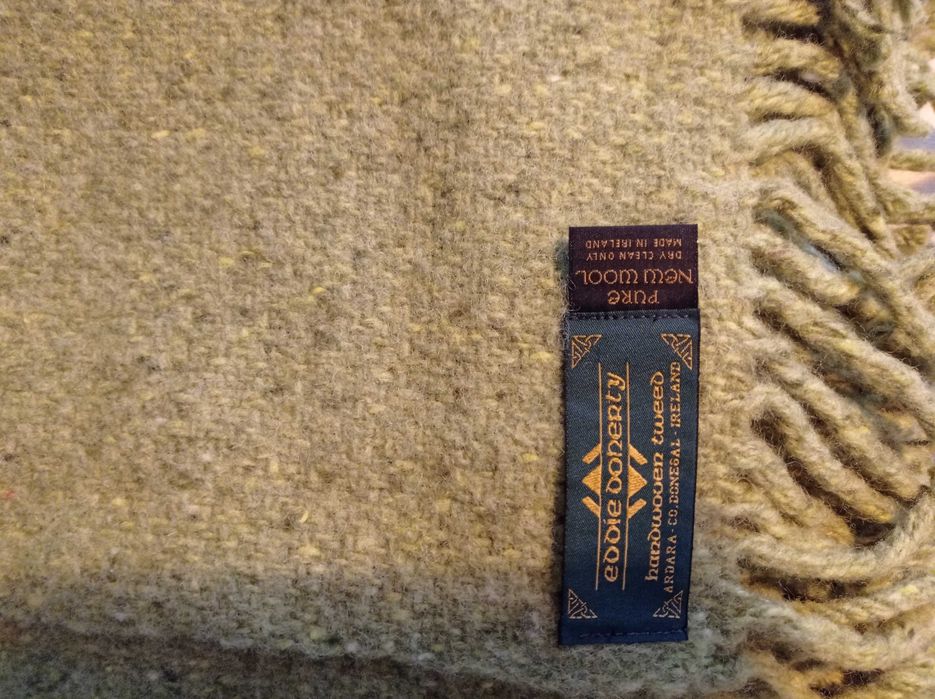 PURE
NEW WOOL
DRY CLEAN ONLY
MADE IN IRELAND
EDDIE DOHERTY
HANDWOVEN TWEED
ARDARA - CO. DONEGAL - IRELAND